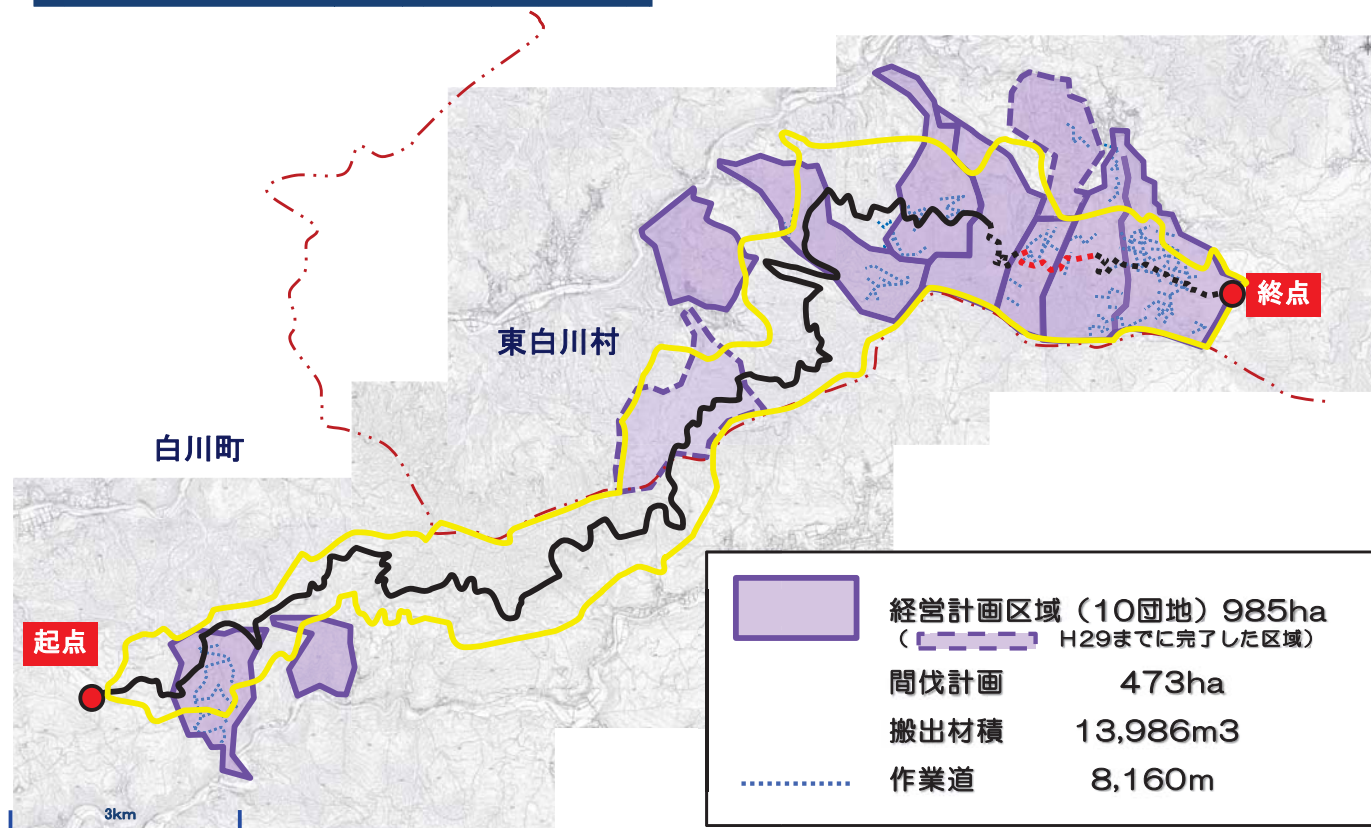 終点
東白川村
白川町
起点
経営計画区域（10団地）985ha
（ H29までに完了した区域）
間伐計画 473ha
搬出材積 13,986m3
作業道 8,160m
3km